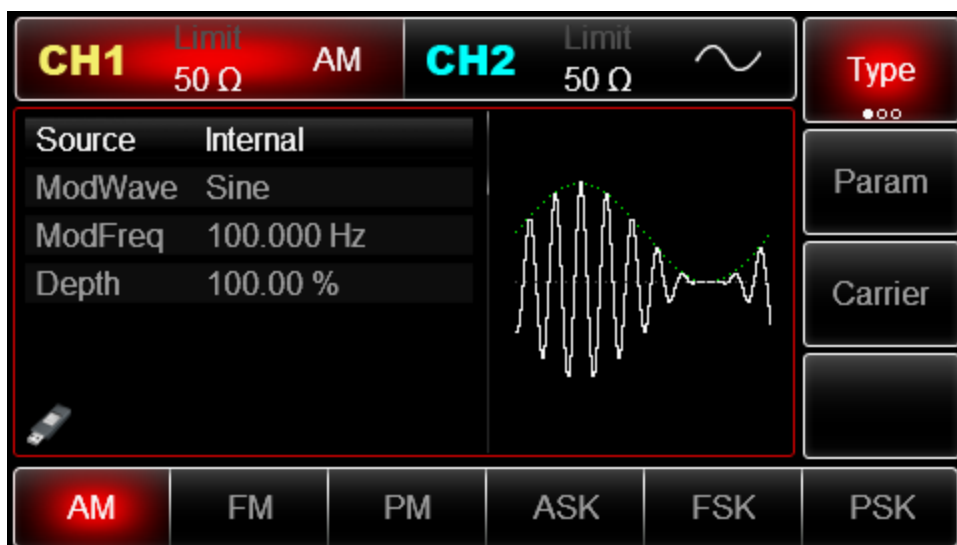 CH1 Limit 50 Ω AM
CH2 Limit 50 Ω
Type
Source Internal
ModWave Sine
ModFreq 100.000 Hz
Depth 100.00 %
Param
Carrier
AM FM PM ASK FSK PSK